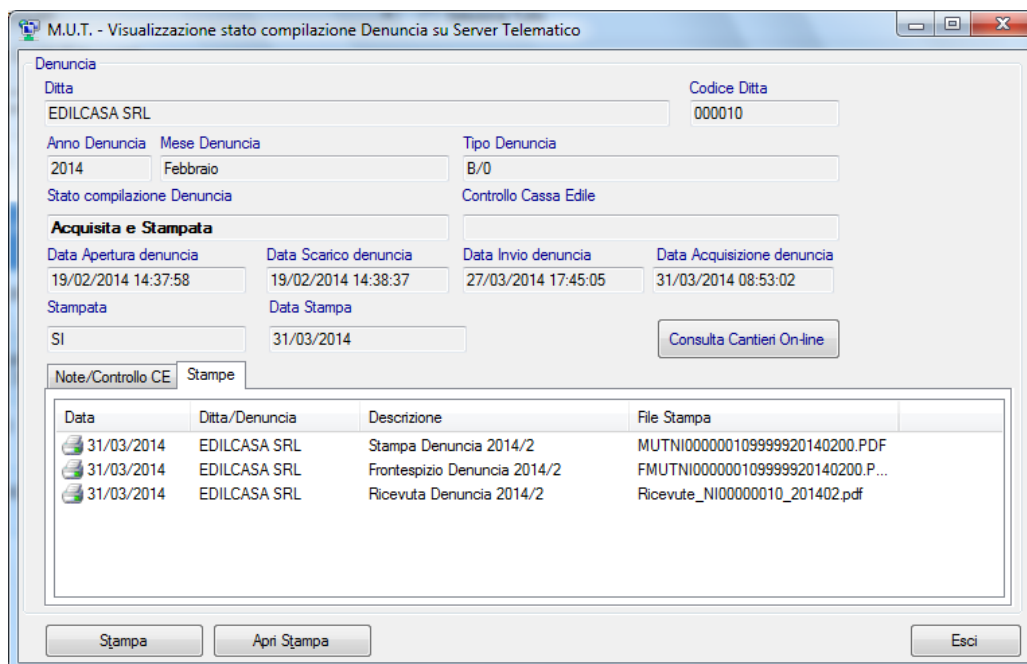 M.U.T. - Visualizzazione stato compilazione Denuncia su Server Telematico
Denuncia
Ditta Codice Ditta
EDILCASA SRL 000010
Anno Denuncia Mese Denuncia Tipo Denuncia
2014 Febbraio B/0
Stato compilazione Denuncia Controllo Cassa Edile
Acquisita e Stampata
Data Apertura denuncia Data Scarico denuncia Data Invio denuncia Data Acquisizione denuncia
19/02/2014 14:37:58 19/02/2014 14:38:37 27/03/2014 17:45:05 31/03/2014 08:53:02
Stampata Data Stampa
SI 31/03/2014 Consulta Cantieri On-line
Note/Controllo CE Stampe
Data Ditta/Denuncia Descrizione File Stampa
31/03/2014 EDILCASA SRL Stampa Denuncia 2014/2 MUTNI000000109999920140200.PDF
31/03/2014 EDILCASA SRL Frontespizio Denuncia 2014/2 FMUTNI000000109999920140200.P...
31/03/2014 EDILCASA SRL Ricevuta Denuncia 2014/2 Ricevute_NI00000010_201402.pdf
Stampa Apri Stampa Esci